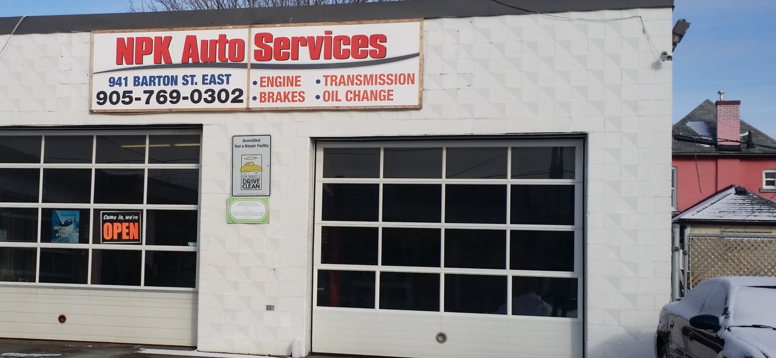 NPK Auto Services
941 BARTON ST. EAST
905-769-0302
• ENGINE • TRANSMISSION
• BRAKES • OIL CHANGE
Accredited
Test & Repair Facility
DRIVE
CLEAN
Come in, we're
OPEN